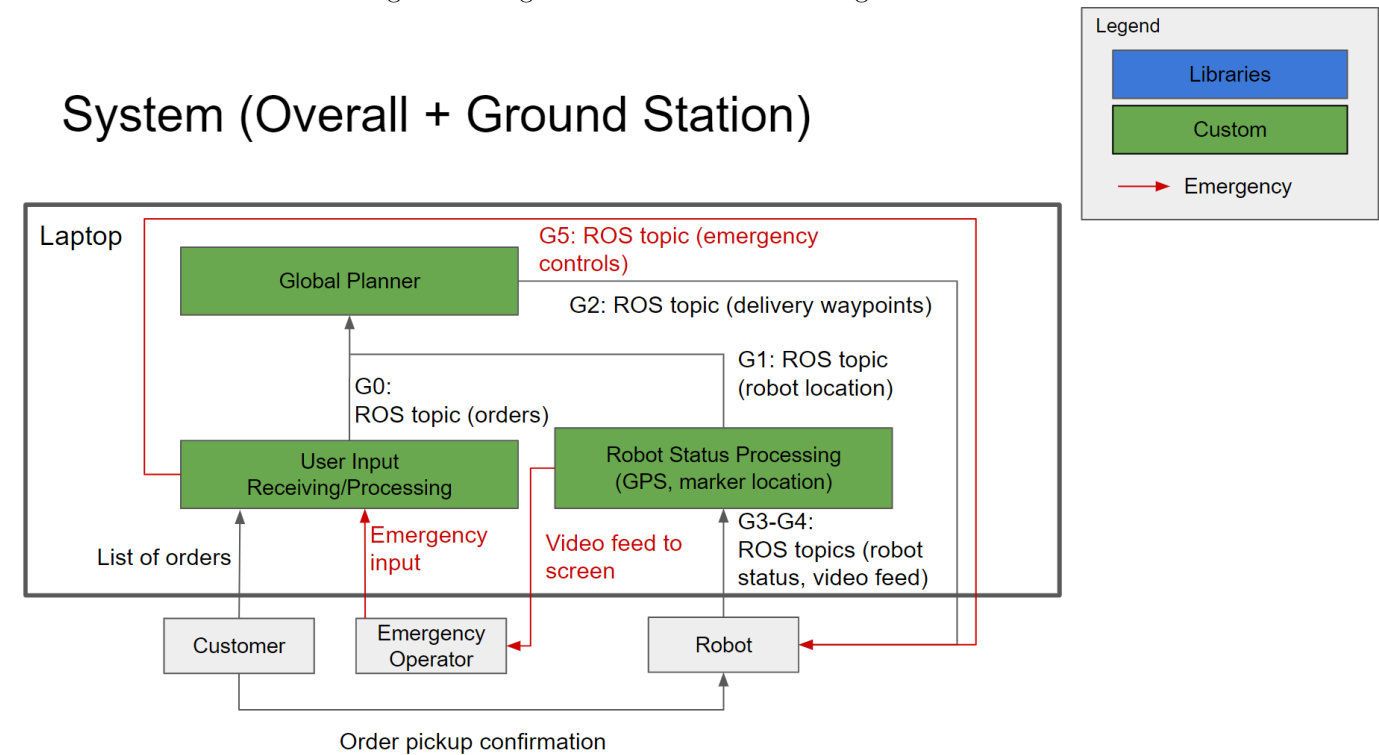 Legend
Libraries
Custom
Emergency
System (Overall + Ground Station)
Laptop
G5: ROS topic (emergency
controls)
Global Planner
G2: ROS topic (delivery waypoints)
G1: ROS topic
(robot location)
G0:
ROS topic (orders)
User Input
Receiving/Processing
Robot Status Processing
(GPS, marker location)
List of orders
Emergency
input
Video feed to
screen
G3-G4:
ROS topics (robot
status, video feed)
Customer
Emergency
Operator
Robot
Order pickup confirmation